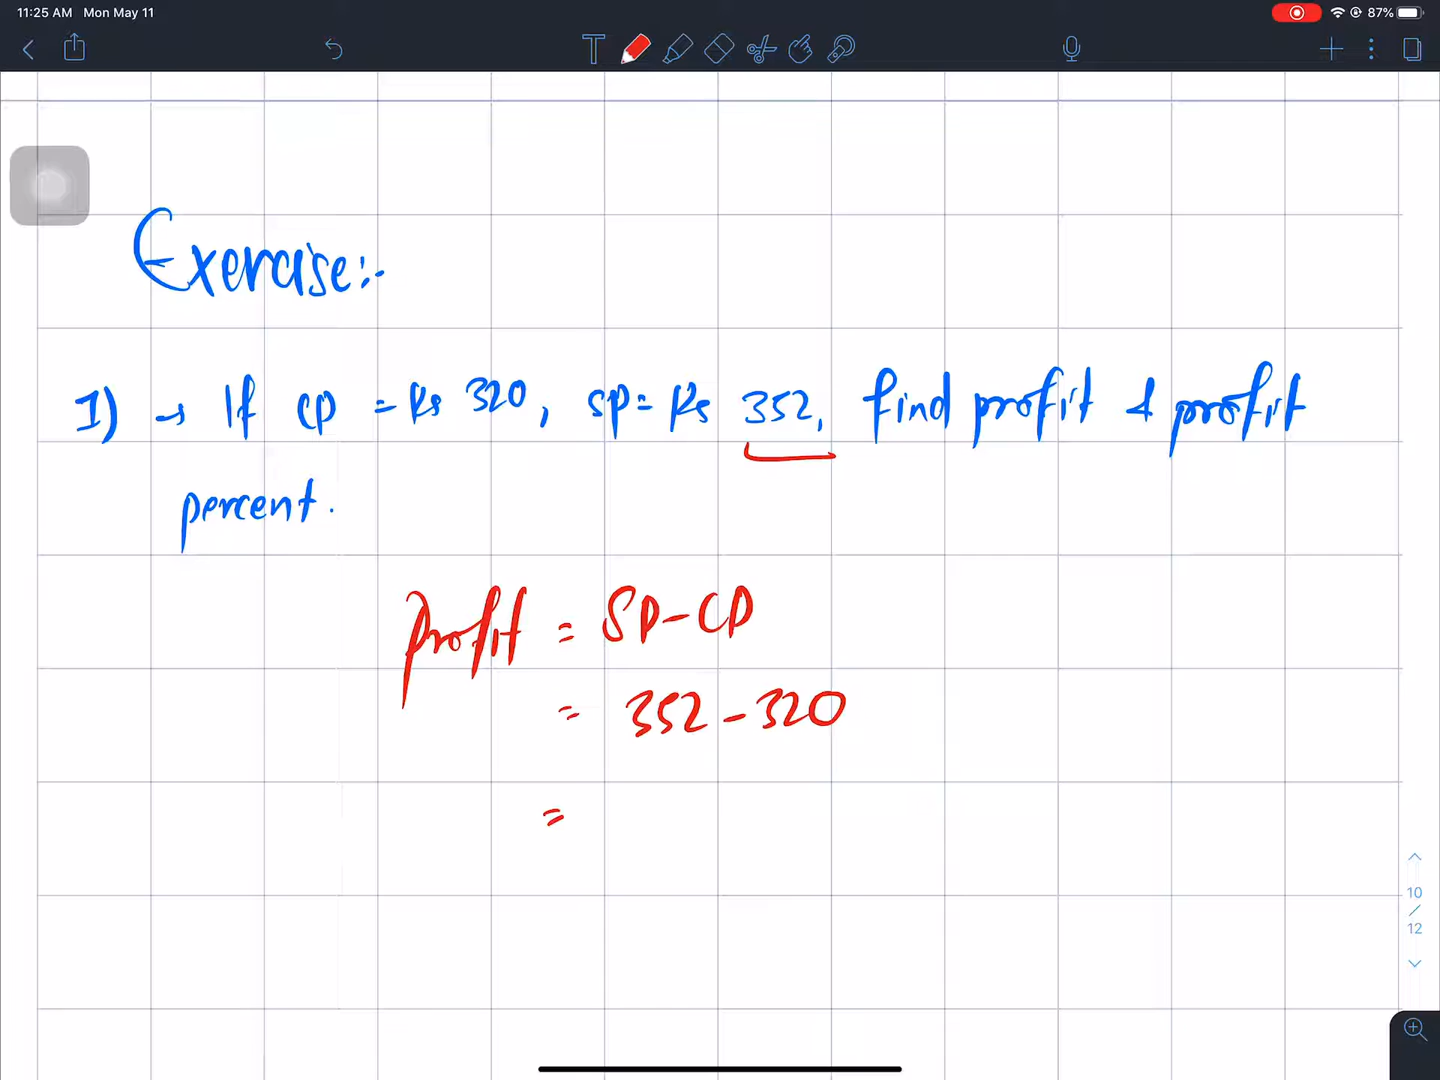 11:25 AM Mon May 11
87%
Exercise:-
1) → If CP = Rs 320, SP = Rs 352, find profit & profit
percent.
Profit = SP-CP
= 352-320
=
10
/
12